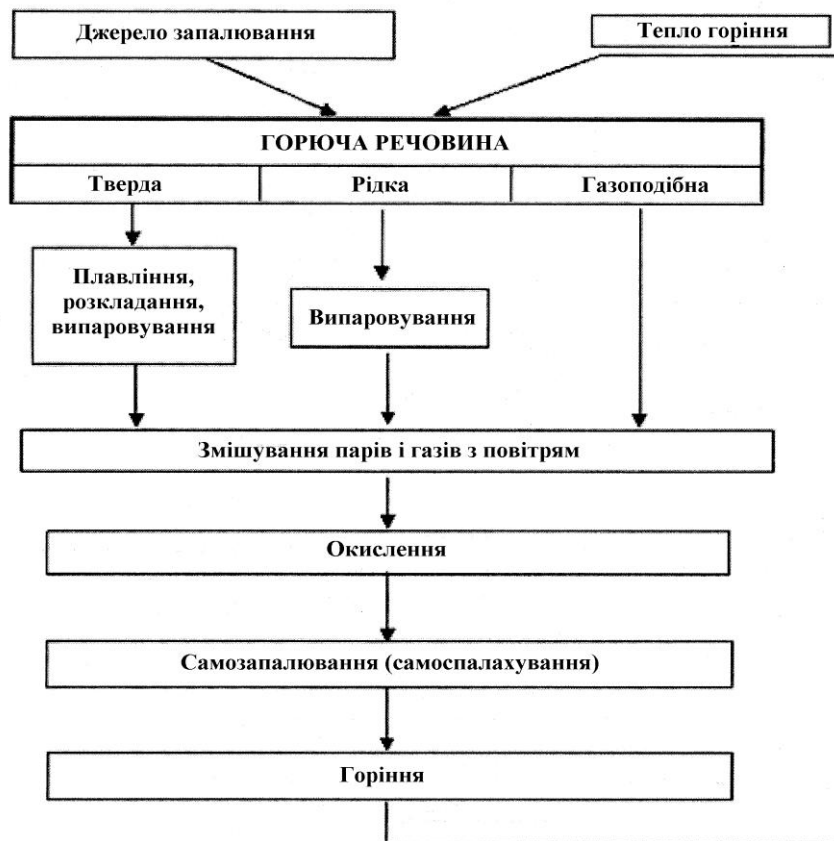 Джерело запалювання
Тепло горіння
ГОРЮЧА РЕЧОВИНА
Тверда
Рідка
Газоподібна
Плавління,
розкладання,
випаровування
Випаровування
Змішування парів і газів з повітрям
Окислення
Самозапалювання (самоспалахування)
Горіння